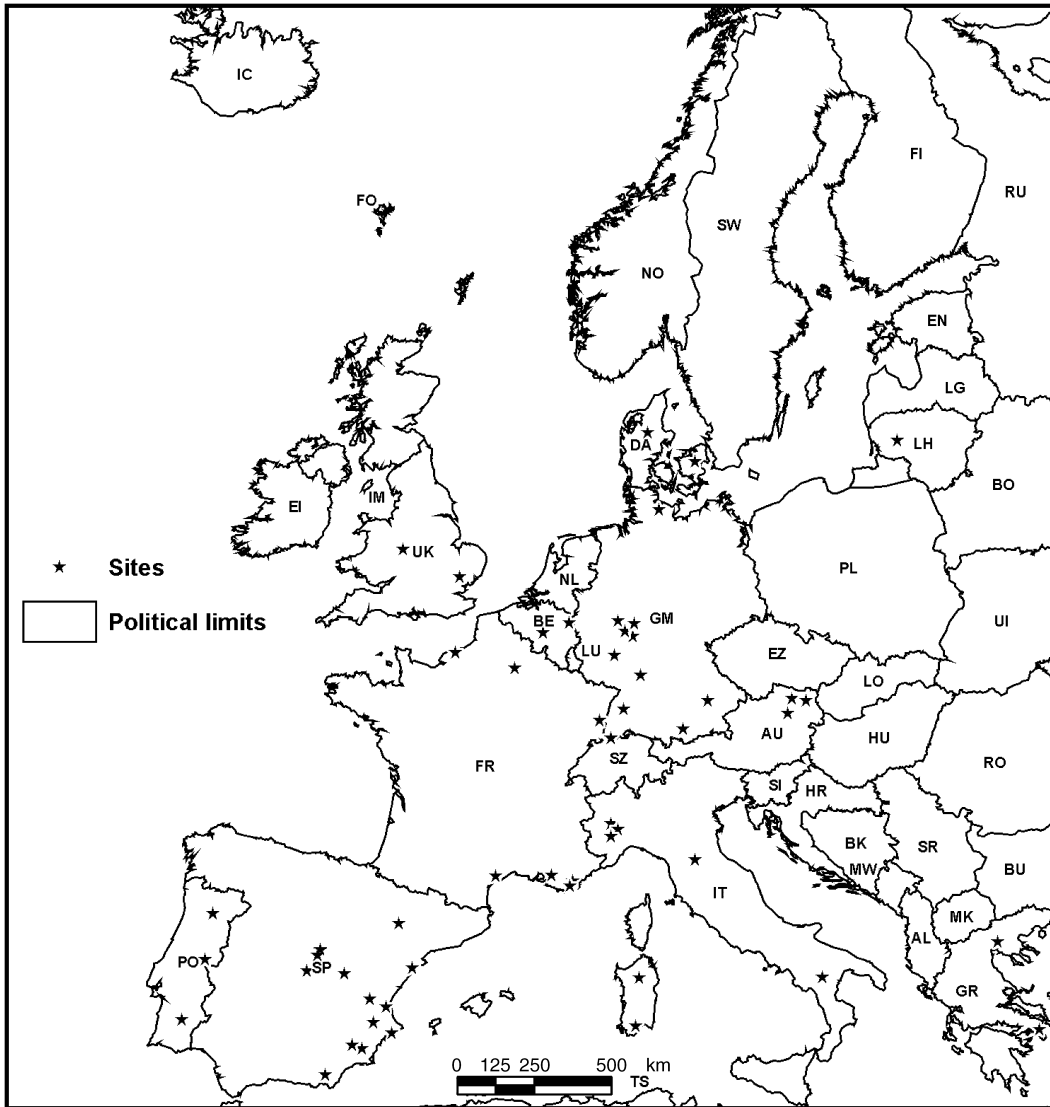 IC
FI
RU
FO
SW
NO
EN
LG
DA
LH
IM
EI
BO
UK
Sites
NL
PL
Political limits
BE
GM
UI
LU
EZ
LO
AU
HU
FR
SZ
RO
SI
HR
BK
SR
MW
BU
IT
MK
AL
PO
SP
GR
0 125 250 500 km
TS